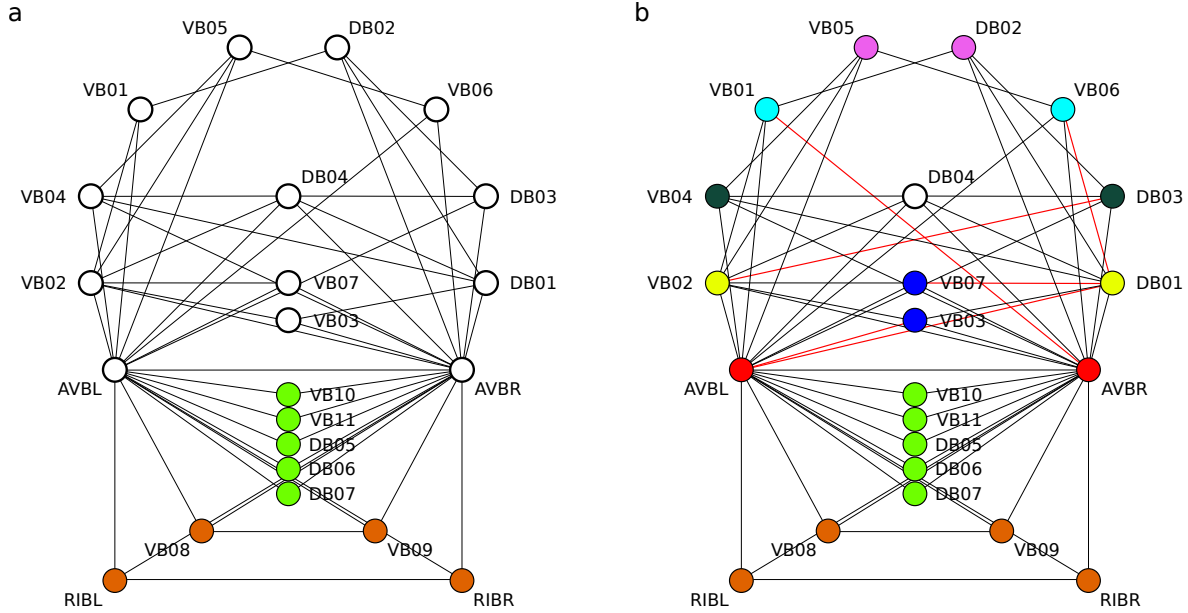 a
VB05
DB02
VB01
VB06
VB04
DB04
DB03
VB02
VB07
DB01
VB03
AVBL
AVBR
VB10
VB11
DB05
DB06
DB07
VB08
VB09
RIBL
RIBR
b
VB05
DB02
VB01
VB06
VB04
DB04
DB03
VB02
VB07
DB01
VB03
AVBL
AVBR
VB10
VB11
DB05
DB06
DB07
VB08
VB09
RIBL
RIBR